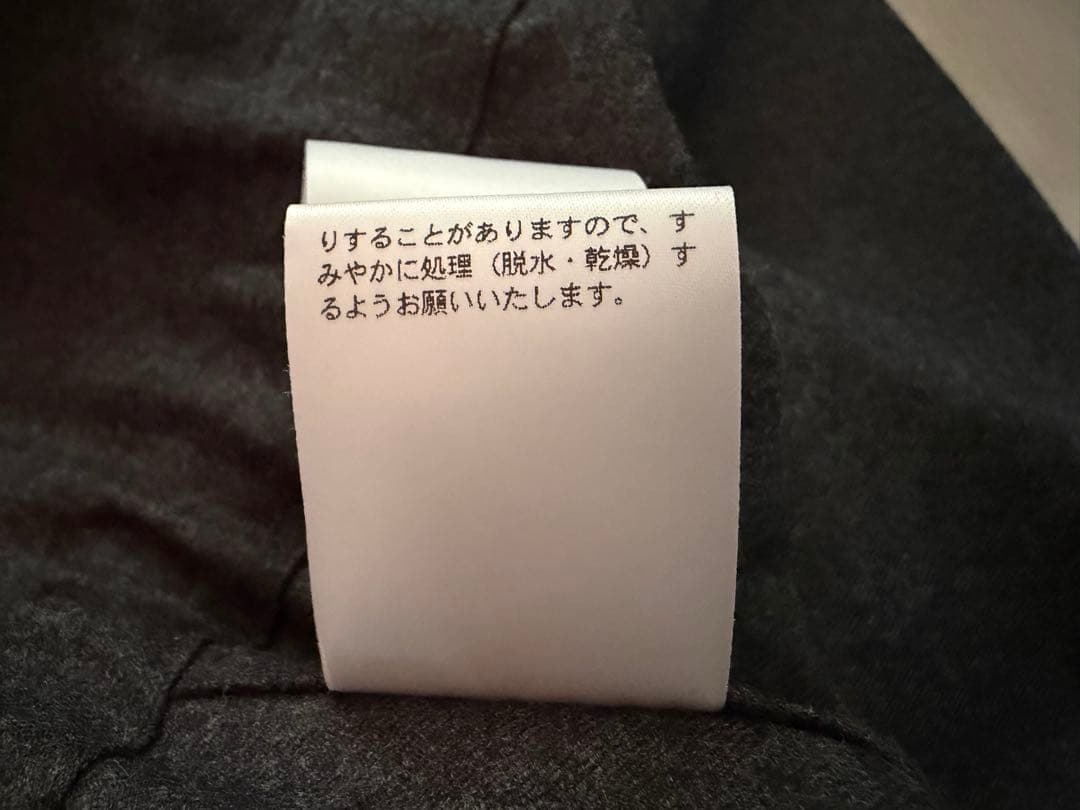 りすることがありますので、す
みやかに処理（脱水・乾燥）す
るようお願いいたします。